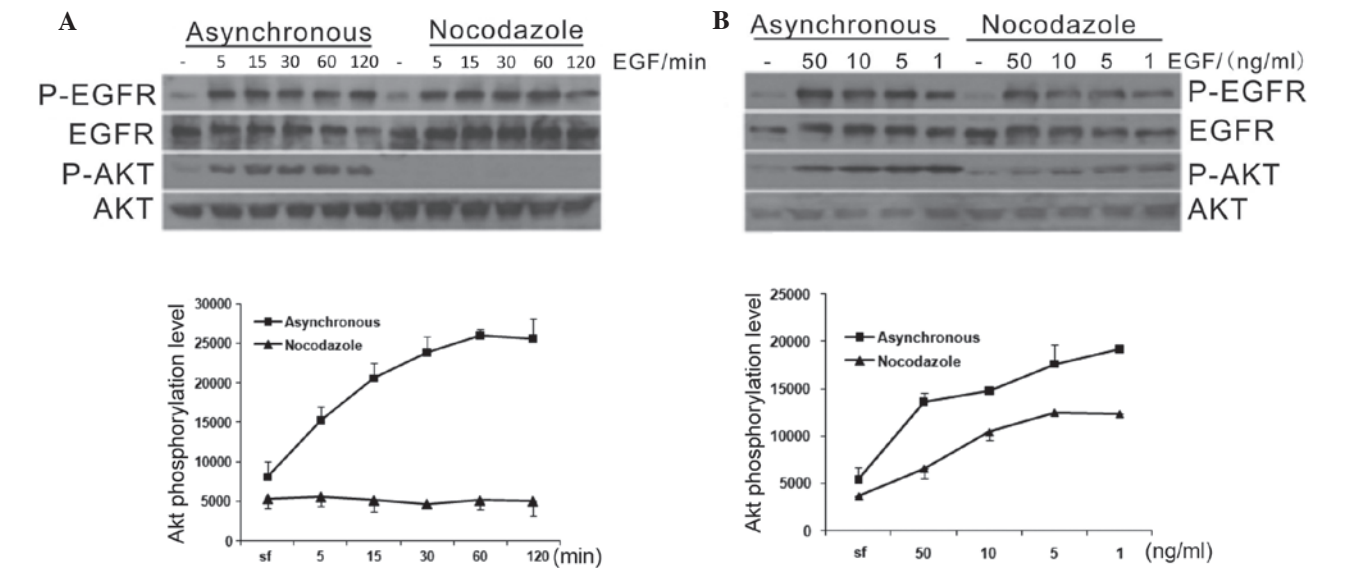 A
Asynchronous Nocodazole
- 5 15 30 60 120 - 5 15 30 60 120 EGF/min
P-EGFR
EGFR
P-AKT
AKT
Akt phosphorylation level
30000
25000
20000
15000
10000
5000
0
Asynchronous
Nocodazole
sf 5 15 30 60 120 (min)
B
Asynchronous Nocodazole
- 50 10 5 1 - 50 10 5 1 EGF/(ng/ml)
P-EGFR
EGFR
P-AKT
AKT
Akt phosphorylation level
25000
20000
15000
10000
5000
0
Asynchronous
Nocodazole
sf 50 10 5 1 (ng/ml)